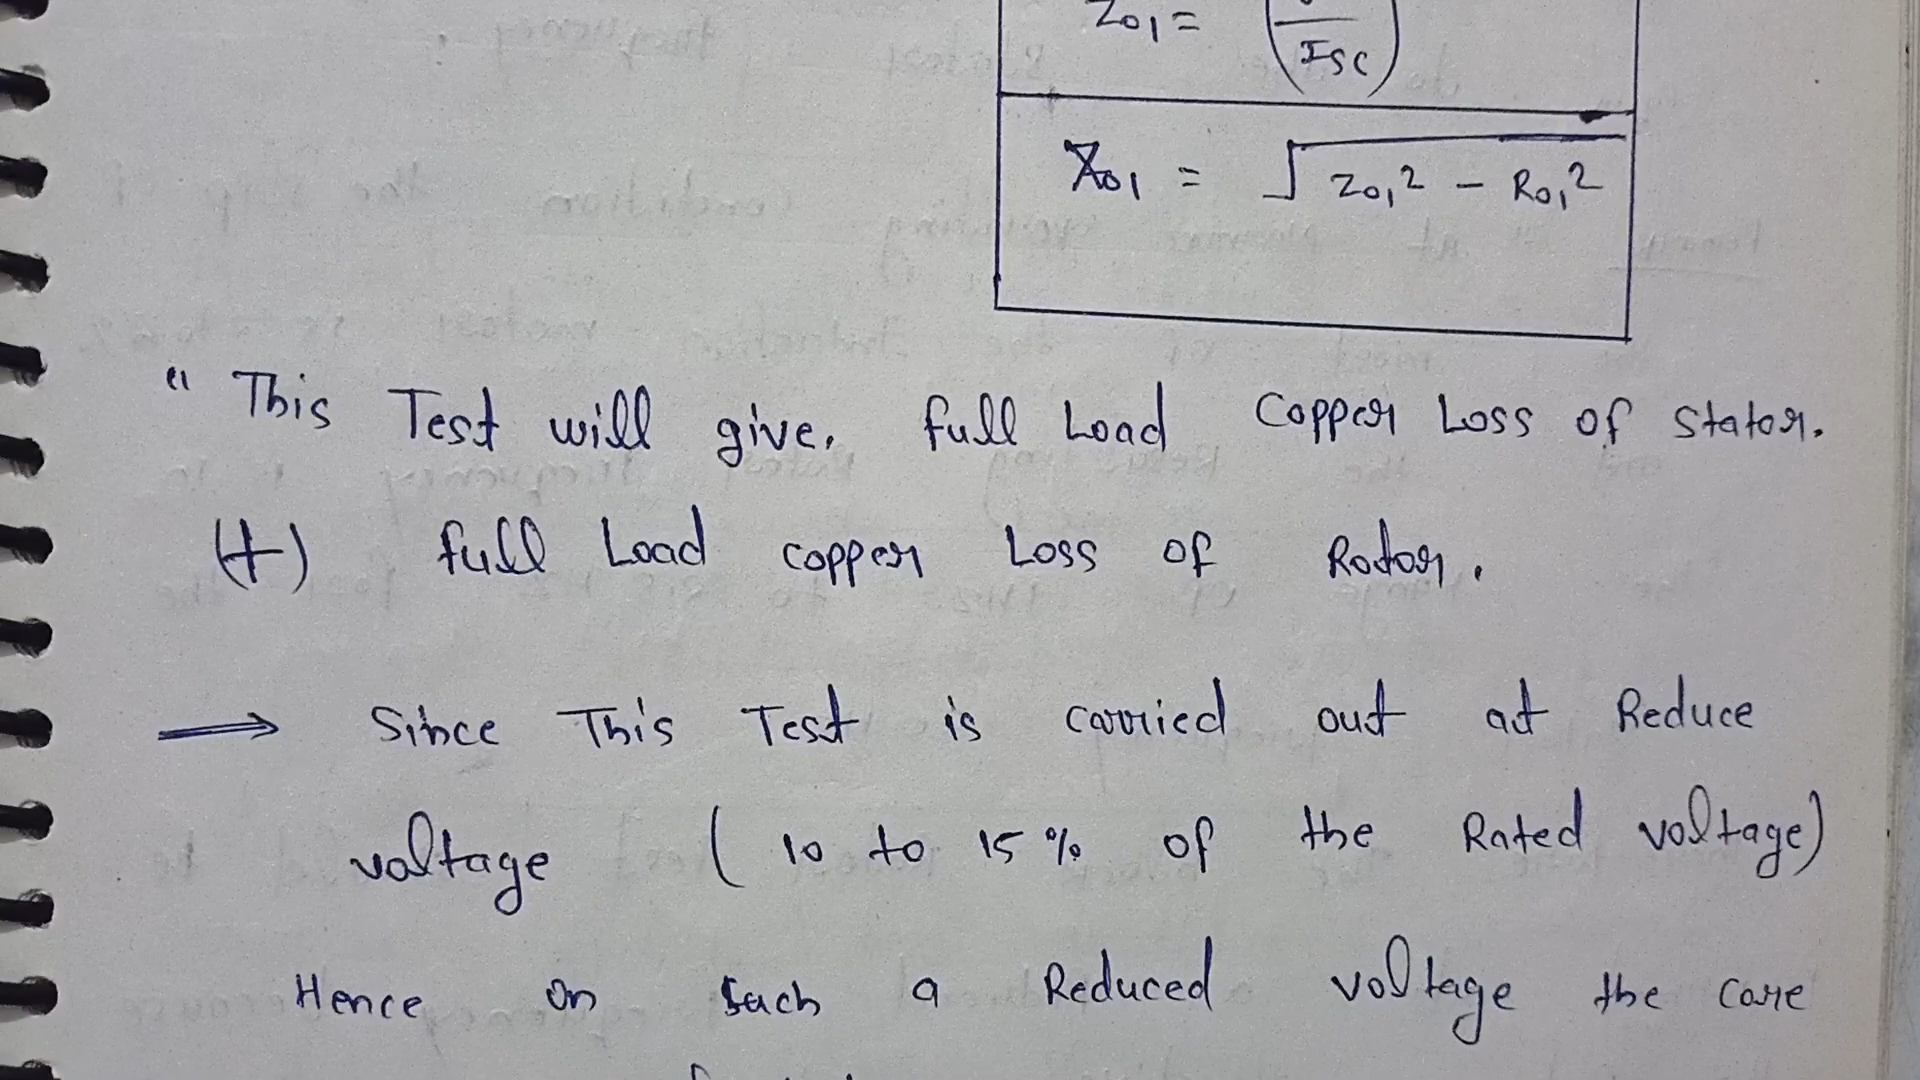 Z01 = ( / Isc)
X01 = √ Z01² - R01²
" This Test will give, full Load Copper Loss of Stator.
(+) full Load copper Loss of Rotor.
⟹ Since This Test is carried out at Reduce
voltage ( 10 to 15 % of the Rated voltage)
Hence on such a Reduced voltage the core